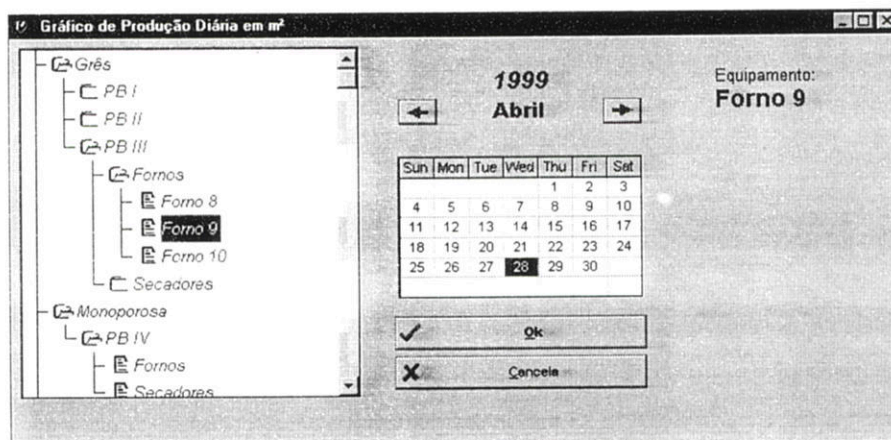 Gráfico de Produção Diária em m²
Grês
PB I
PB II
PB III
Fornos
Forno 8
Forno 9
Forno 10
Secadores
Monoporosa
PB IV
Fornos
Secadores
1999
Abril
Sun Mon Tue Wed Thu Fri Sat
1 2 3
4 5 6 7 8 9 10
11 12 13 14 15 16 17
18 19 20 21 22 23 24
25 26 27 28 29 30
Ok
Cancela
Equipamento:
Forno 9